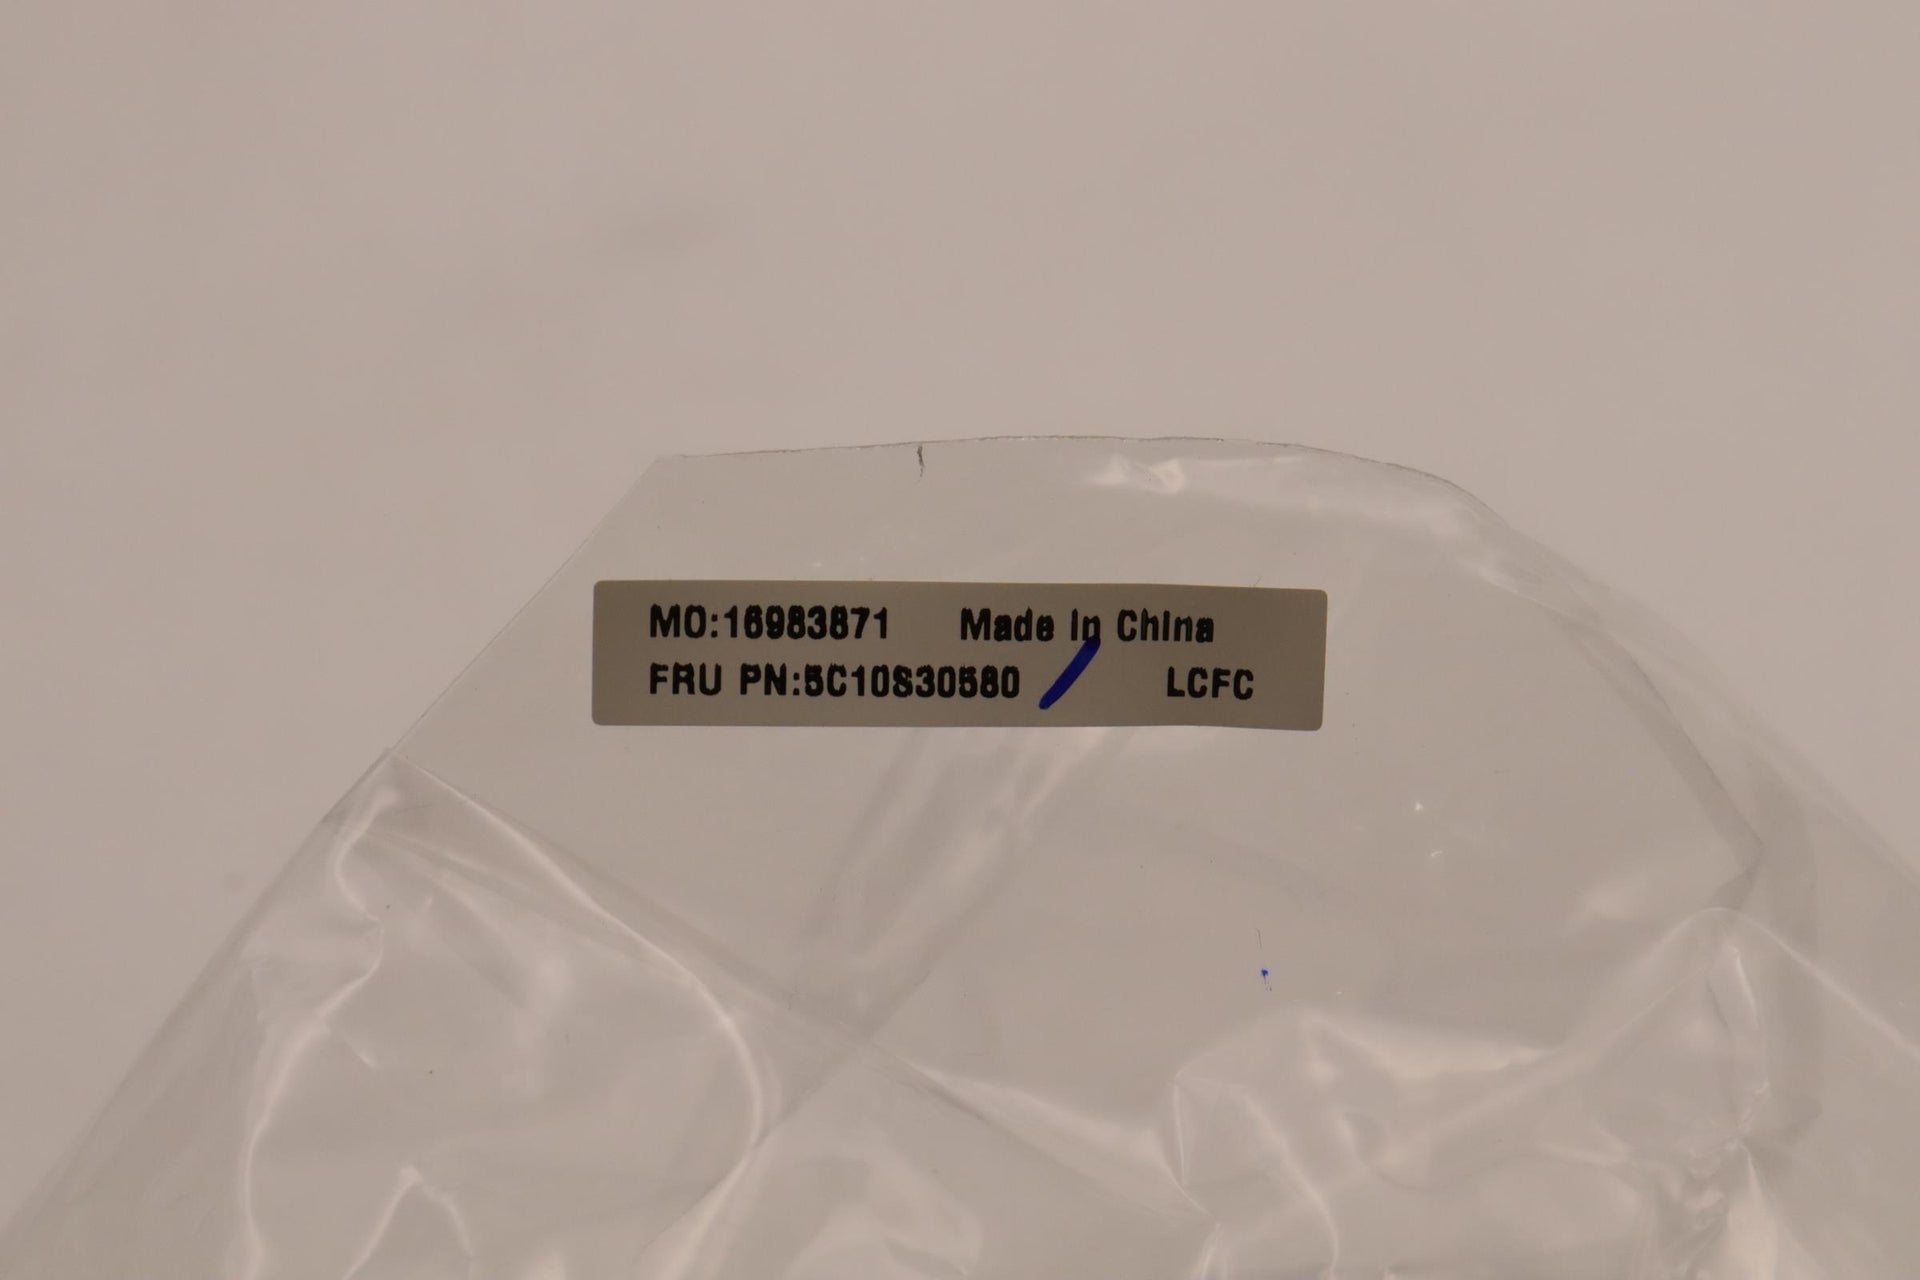 MO:16983871 Made in China
FRU PN:5C10S30580 LCFC